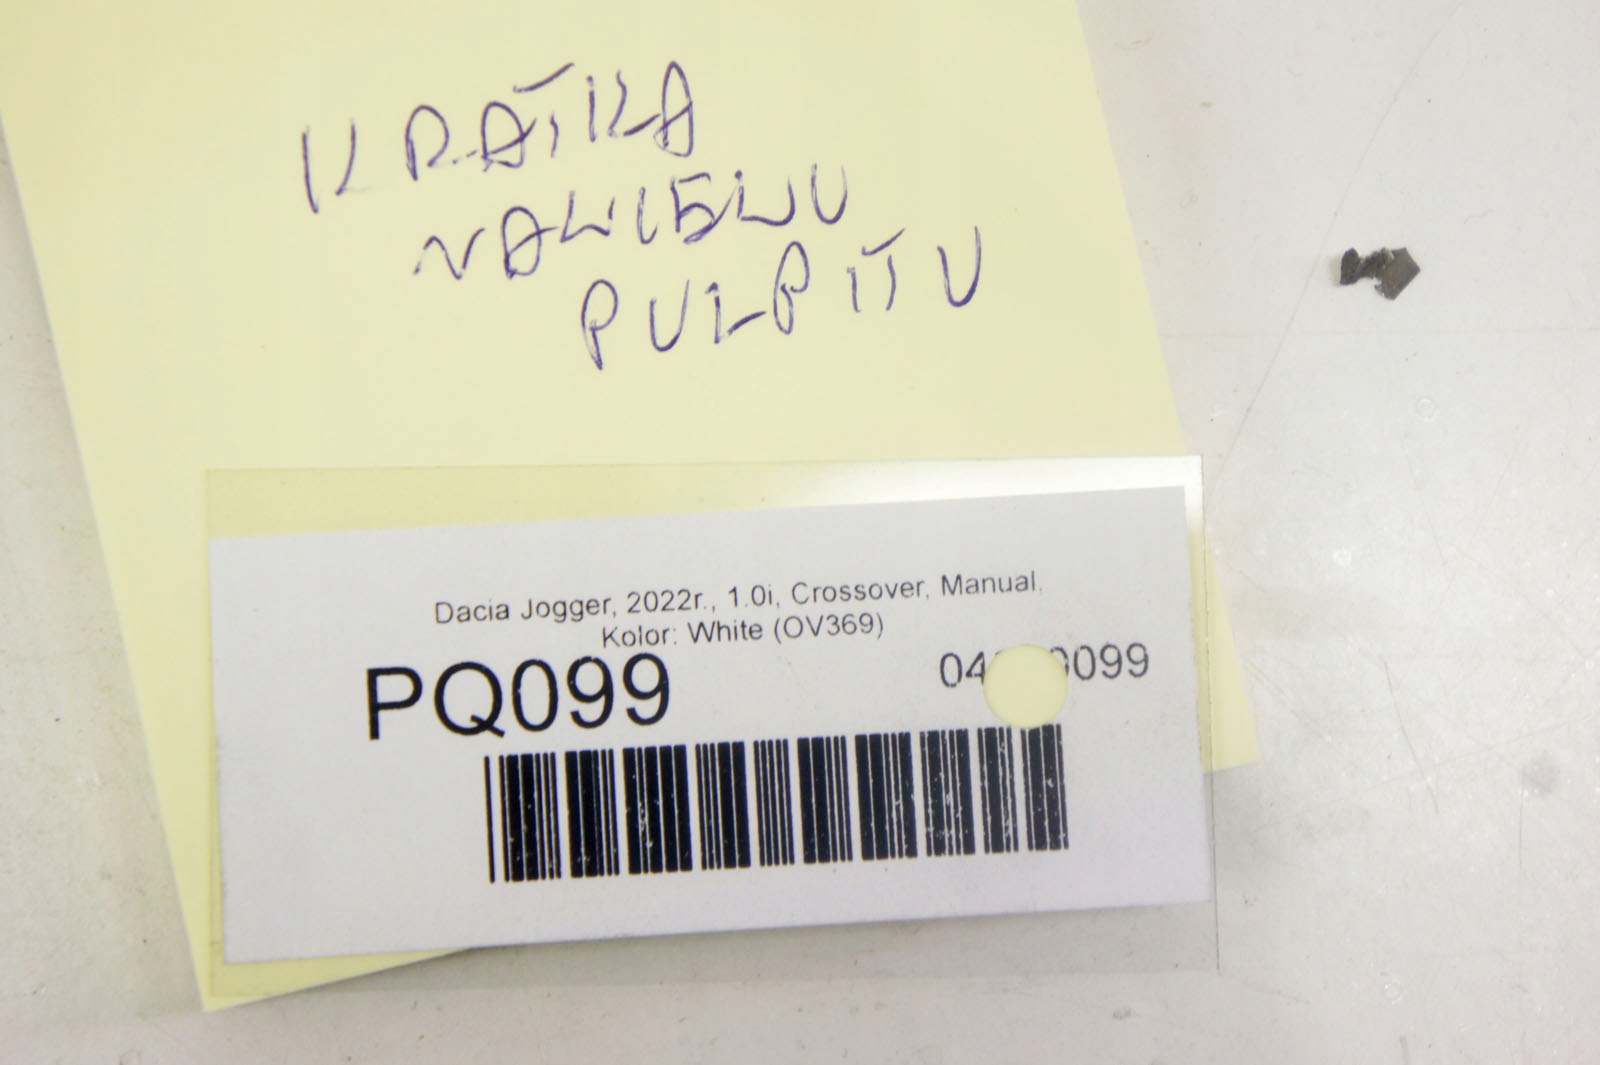 KRATKA
NAWIEWU
PULPITU
Dacia Jogger, 2022r., 1.0i, Crossover, Manual.
Kolor: White (OV369)
PQ099